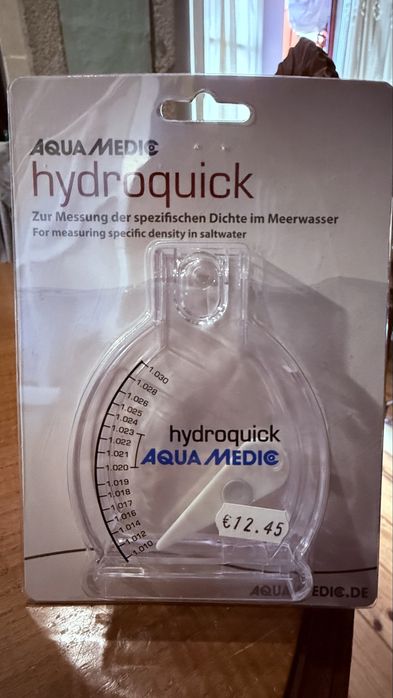 AQUA MEDIC
hydroquick
Zur Messung der spezifischen Dichte im Meerwasser
For measuring specific density in saltwater
1.030
1.028
1.026
1.025
1.024
1.023
1.022
1.021
1.020
1.019
1.018
1.017
1.016
1.014
1.012
1.010
hydroquick
AQUA MEDIC
€12.45
AQUA MEDIC.DE